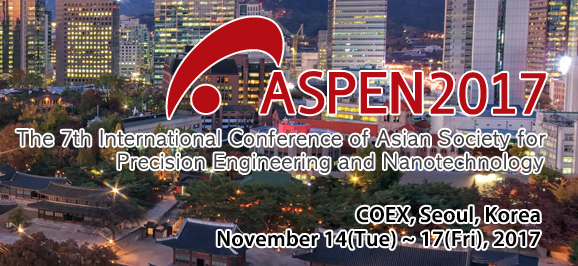 ASPEN2017
The 7th International Conference of Asian Society for
Precision Engineering and Nanotechnology
COEX, Seoul, Korea
November 14(Tue) ~ 17(Fri), 2017